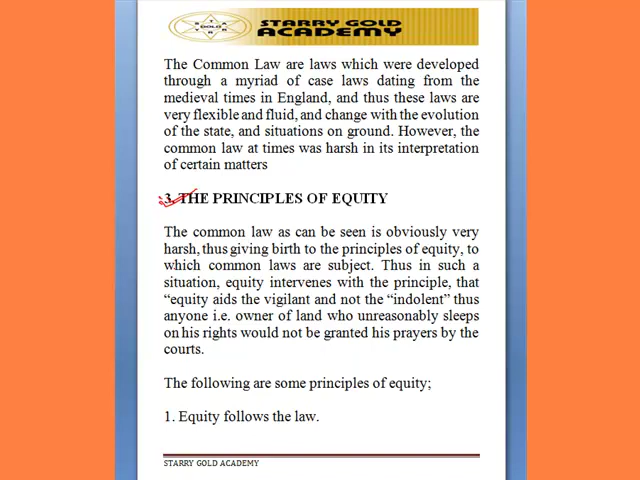 STARRY GOLD
ACADEMY
The Common Law are laws which were developed
through a myriad of case laws dating from the
medieval times in England, and thus these laws are
very flexible and fluid, and change with the evolution
of the state, and situations on ground. However, the
common law at times was harsh in its interpretation
of certain matters
3. THE PRINCIPLES OF EQUITY
The common law as can be seen is obviously very
harsh, thus giving birth to the principles of equity, to
which common laws are subject. Thus in such a
situation, equity intervenes with the principle, that
“equity aids the vigilant and not the “indolent” thus
anyone i.e. owner of land who unreasonably sleeps
on his rights would not be granted his prayers by the
courts.
The following are some principles of equity;
1. Equity follows the law.
STARRY GOLD ACADEMY